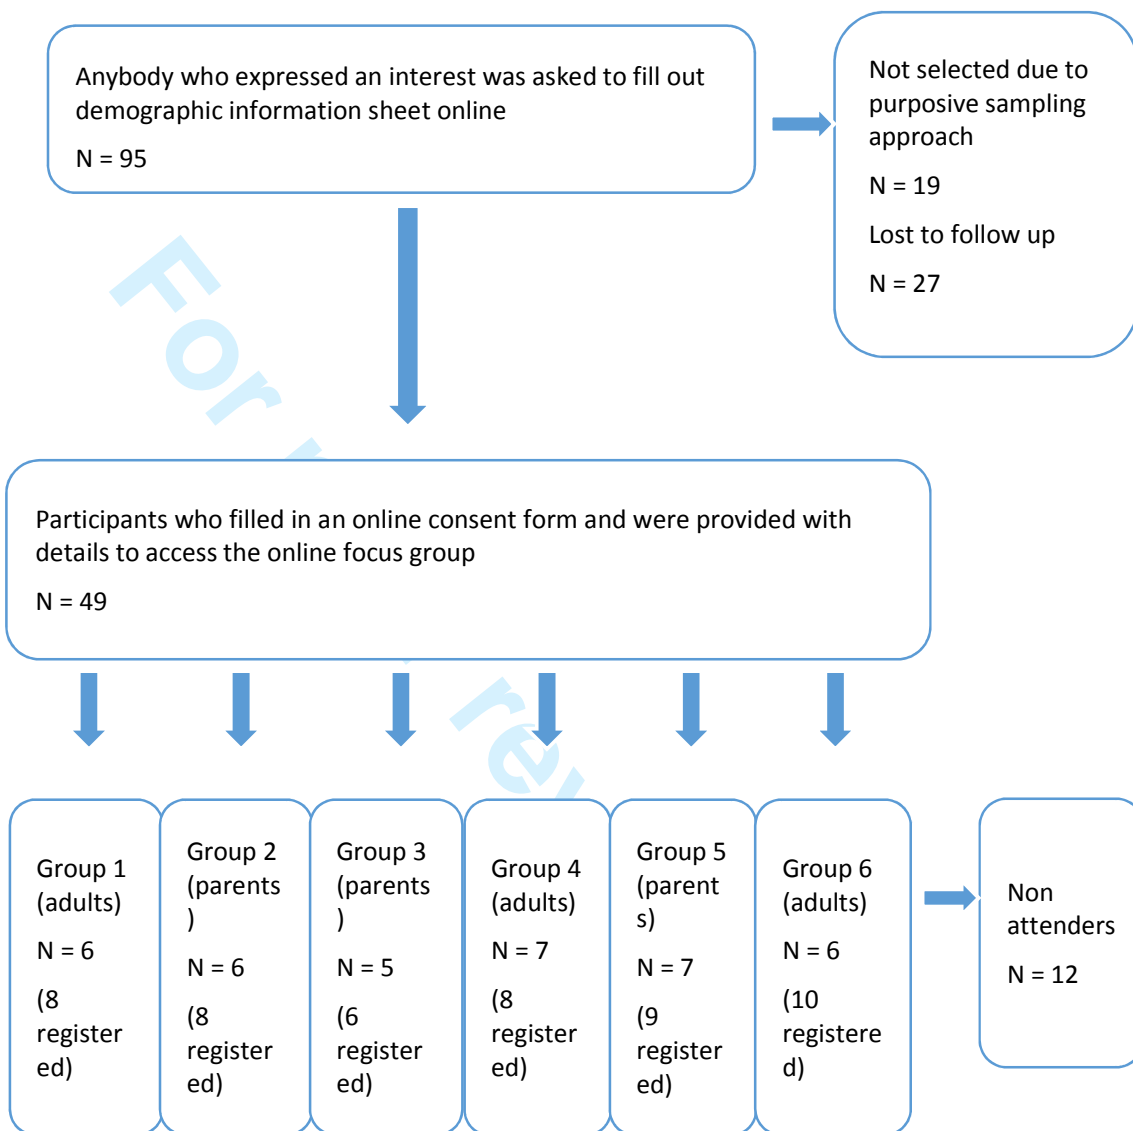 Anybody who expressed an interest was asked to fill out
demographic information sheet online
N = 95
Not selected due to
purposive sampling
approach
N = 19
Lost to follow up
N = 27
Participants who filled in an online consent form and were provided with
details to access the online focus group
N = 49
Group 1
(adults)
N = 6
(8
register
ed)
Group 2
(parents
)
N = 6
(8
register
ed)
Group 3
(parents
)
N = 5
(6
register
ed)
Group 4
(adults)
N = 7
(8
register
ed)
Group 5
(parent
s)
N = 7
(9
register
ed)
Group 6
(adults)
N = 6
(10
registere
d)
Non
attenders
N = 12
For